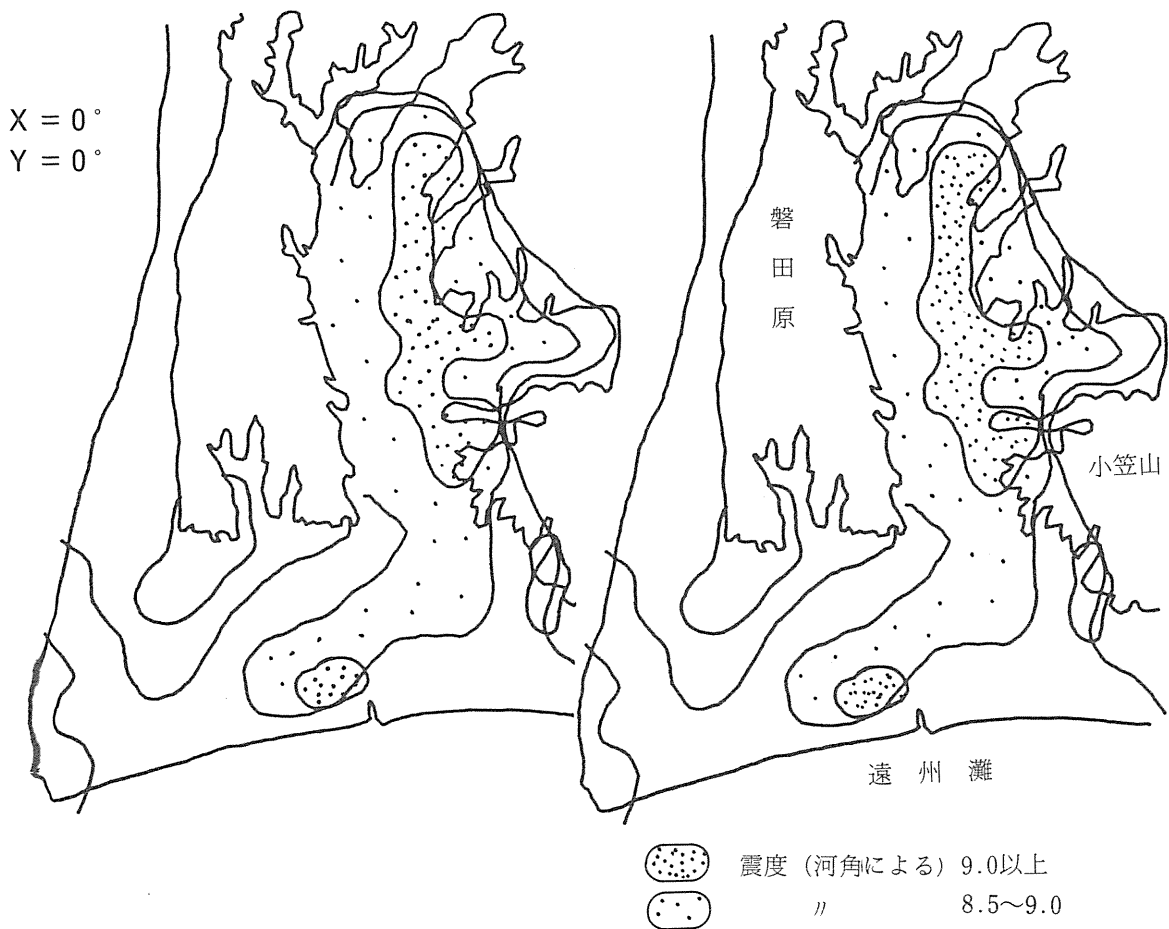 X = 0°
Y = 0°
磐田原
小笠山
遠州灘
震度 (河角による) 9.0以上
〃 8.5～9.0